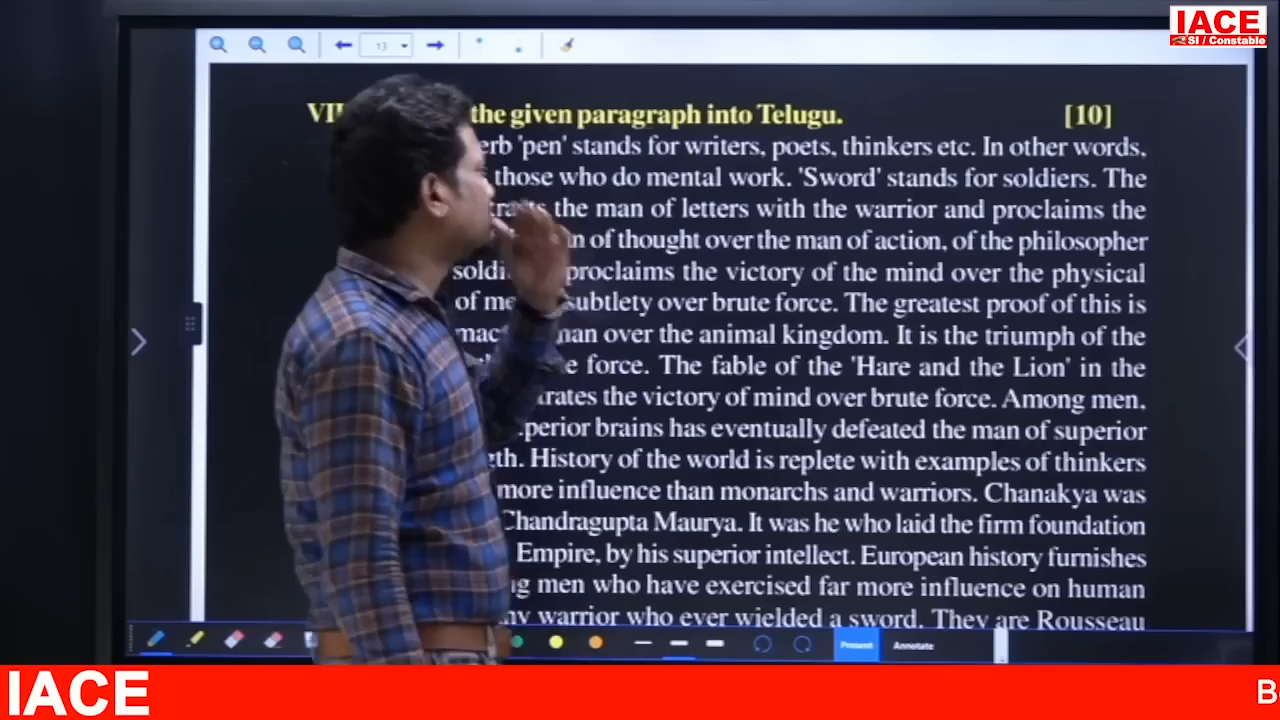 IACE
SI / Constable
13
VII the given paragraph into Telugu. [10]
erb 'pen' stands for writers, poets, thinkers etc. In other words,
those who do mental work. 'Sword' stands for soldiers. The
the man of letters with the warrior and proclaims the
n of thought over the man of action, of the philosopher
soldi proclaims the victory of the mind over the physical
of me subtlety over brute force. The greatest proof of this is
mac man over the animal kingdom. It is the triumph of the
e force. The fable of the 'Hare and the Lion' in the
trates the victory of mind over brute force. Among men,
perior brains has eventually defeated the man of superior
gth. History of the world is replete with examples of thinkers
more influence than monarchs and warriors. Chanakya was
Chandragupta Maurya. It was he who laid the firm foundation
Empire, by his superior intellect. European history furnishes
ng men who have exercised far more influence on human
ny warrior who ever wielded a sword. They are Rousseau
Present Annotate
IACE